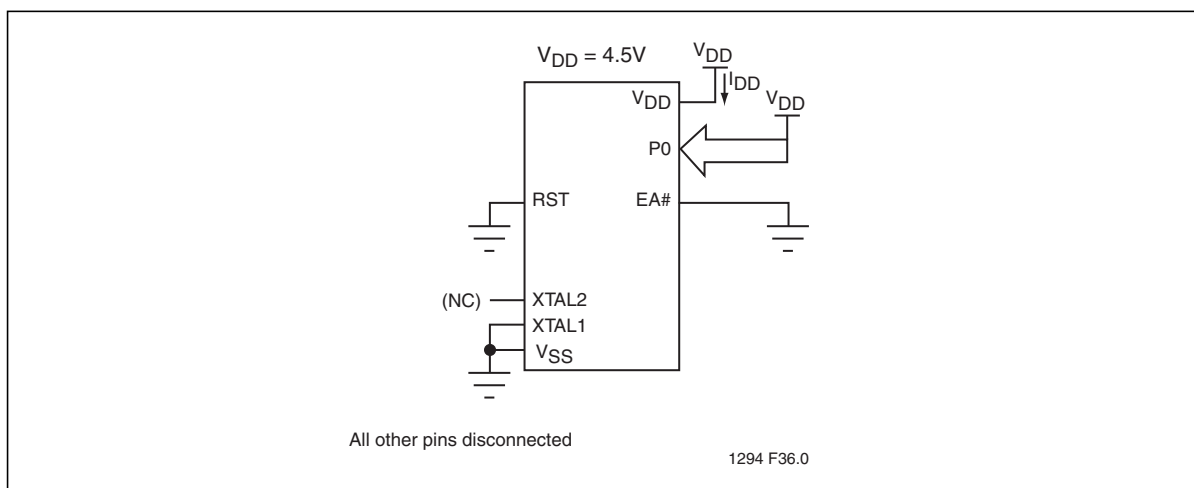 V_DD = 4.5V
V_DD
I_DD
V_DD
V_DD
P0
RST
EA#
(NC)
XTAL2
XTAL1
V_SS
All other pins disconnected
1294 F36.0